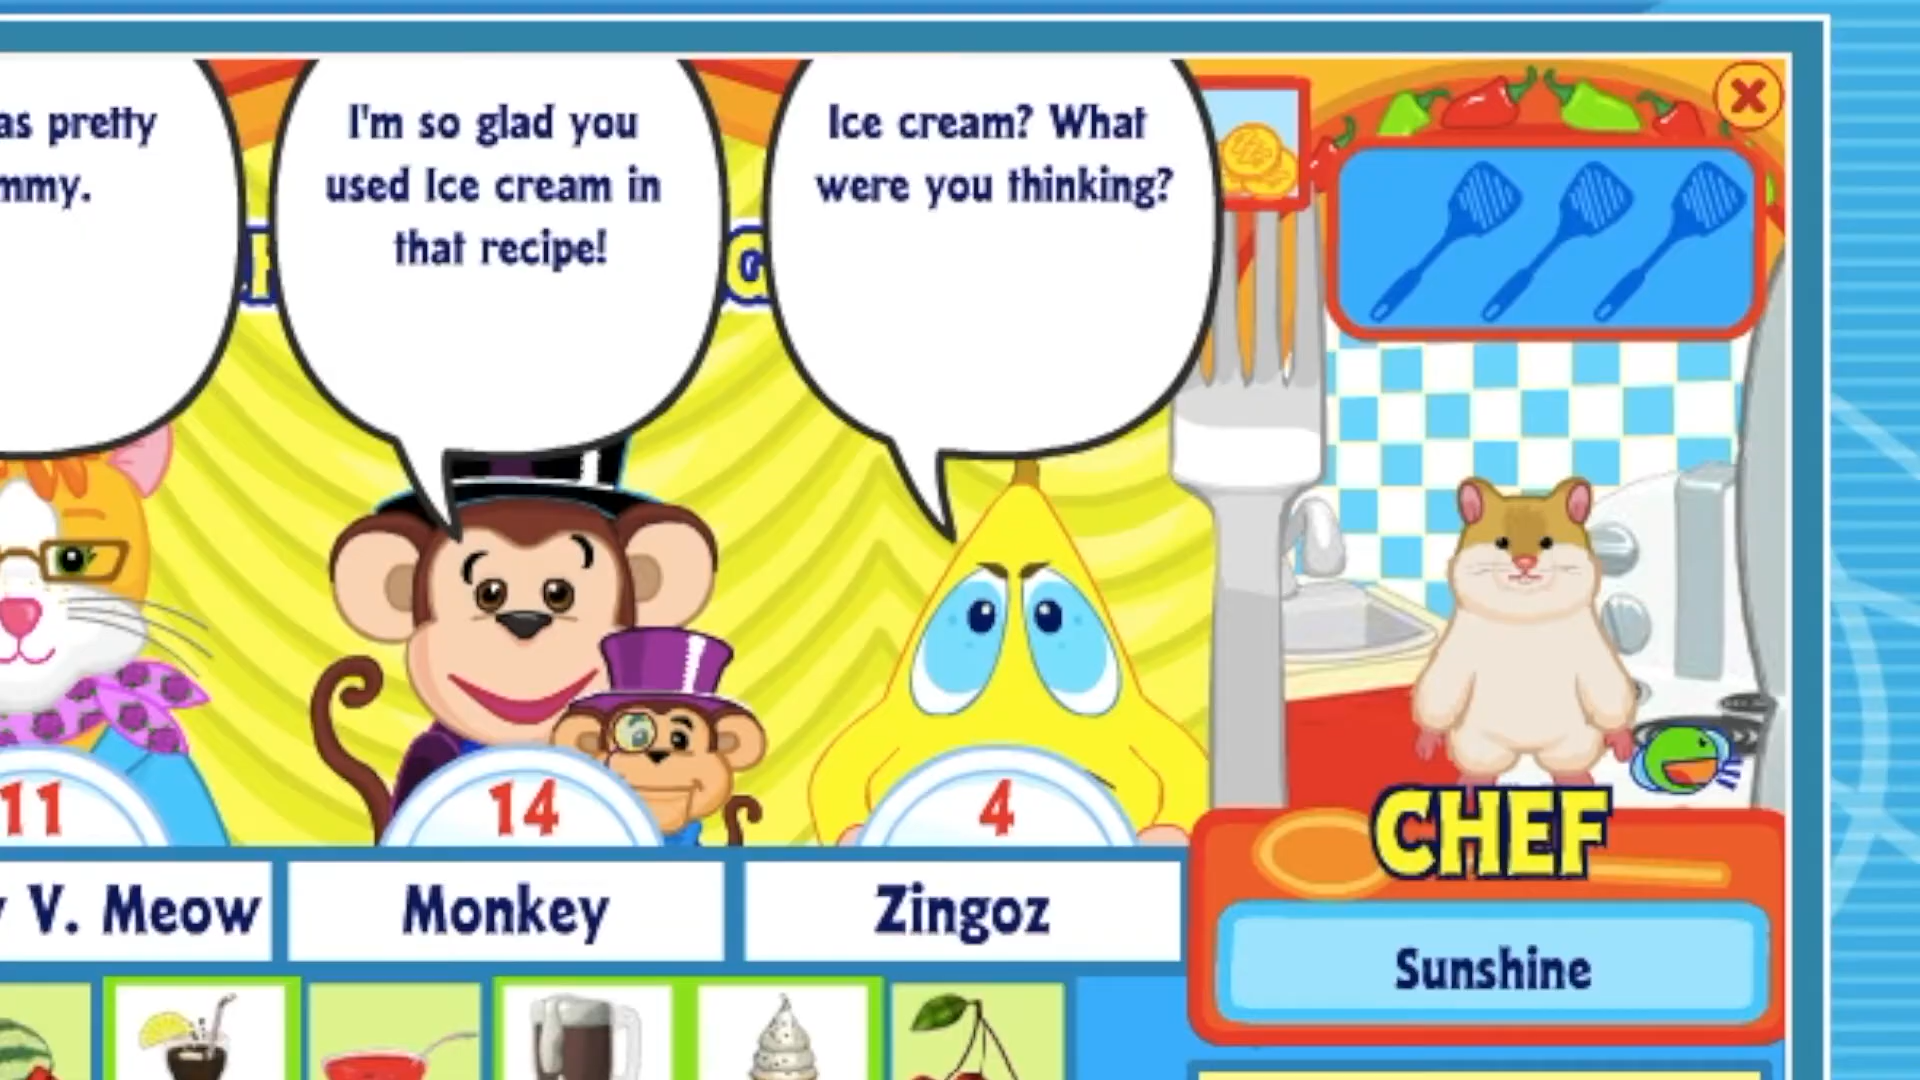 as pretty
mmy.
I'm so glad you
used Ice cream in
that recipe!
Ice cream? What
were you thinking?
11
14
4
V. Meow
Monkey
Zingoz
CHEF
Sunshine